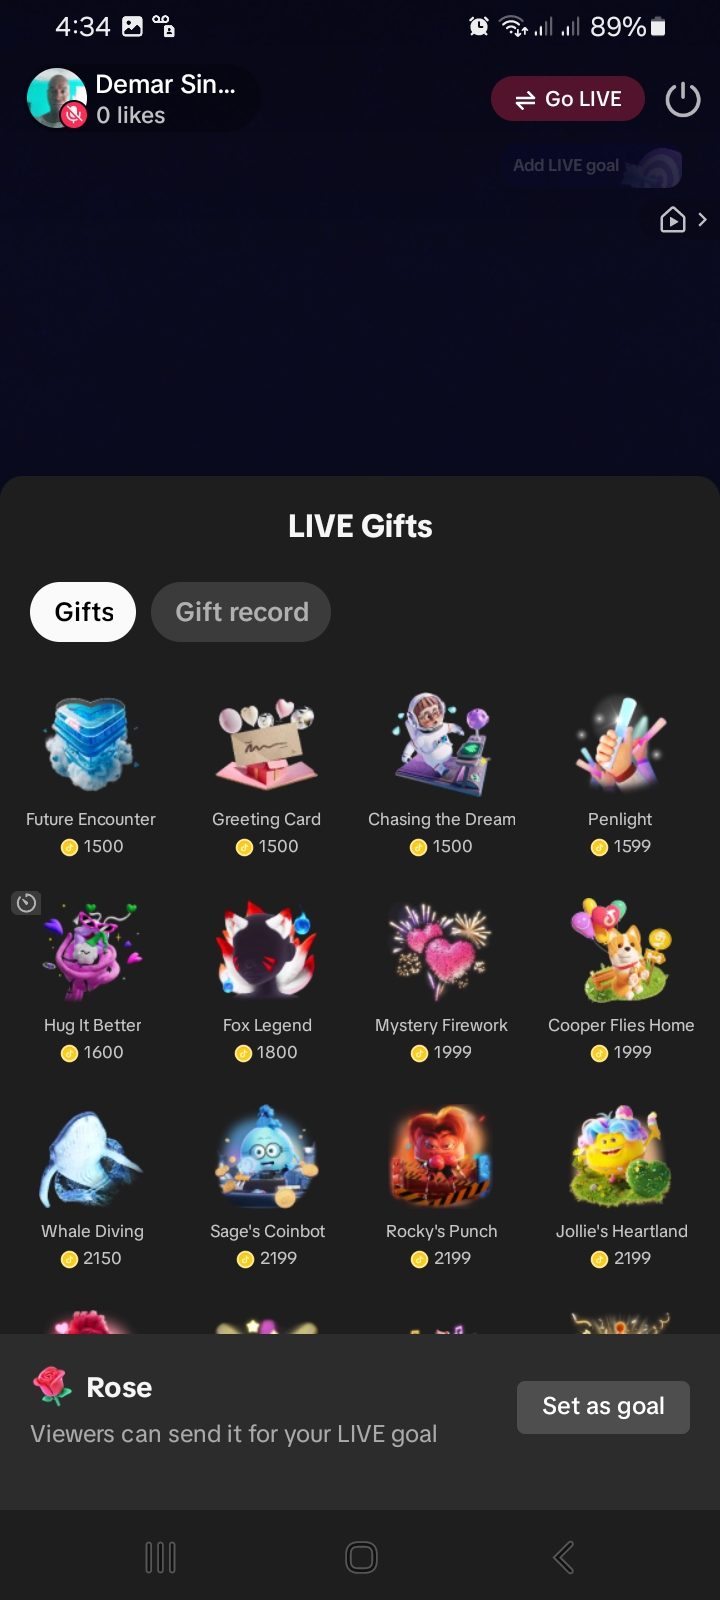 4:34
89%
Demar Sin...
0 likes
Go LIVE
Add LIVE goal
LIVE Gifts
Gifts
Gift record
Future Encounter
1500
Greeting Card
1500
Chasing the Dream
1500
Penlight
1599
Hug It Better
1600
Fox Legend
1800
Mystery Firework
1999
Cooper Flies Home
1999
Whale Diving
2150
Sage's Coinbot
2199
Rocky's Punch
2199
Jollie's Heartland
2199
Rose
Viewers can send it for your LIVE goal
Set as goal